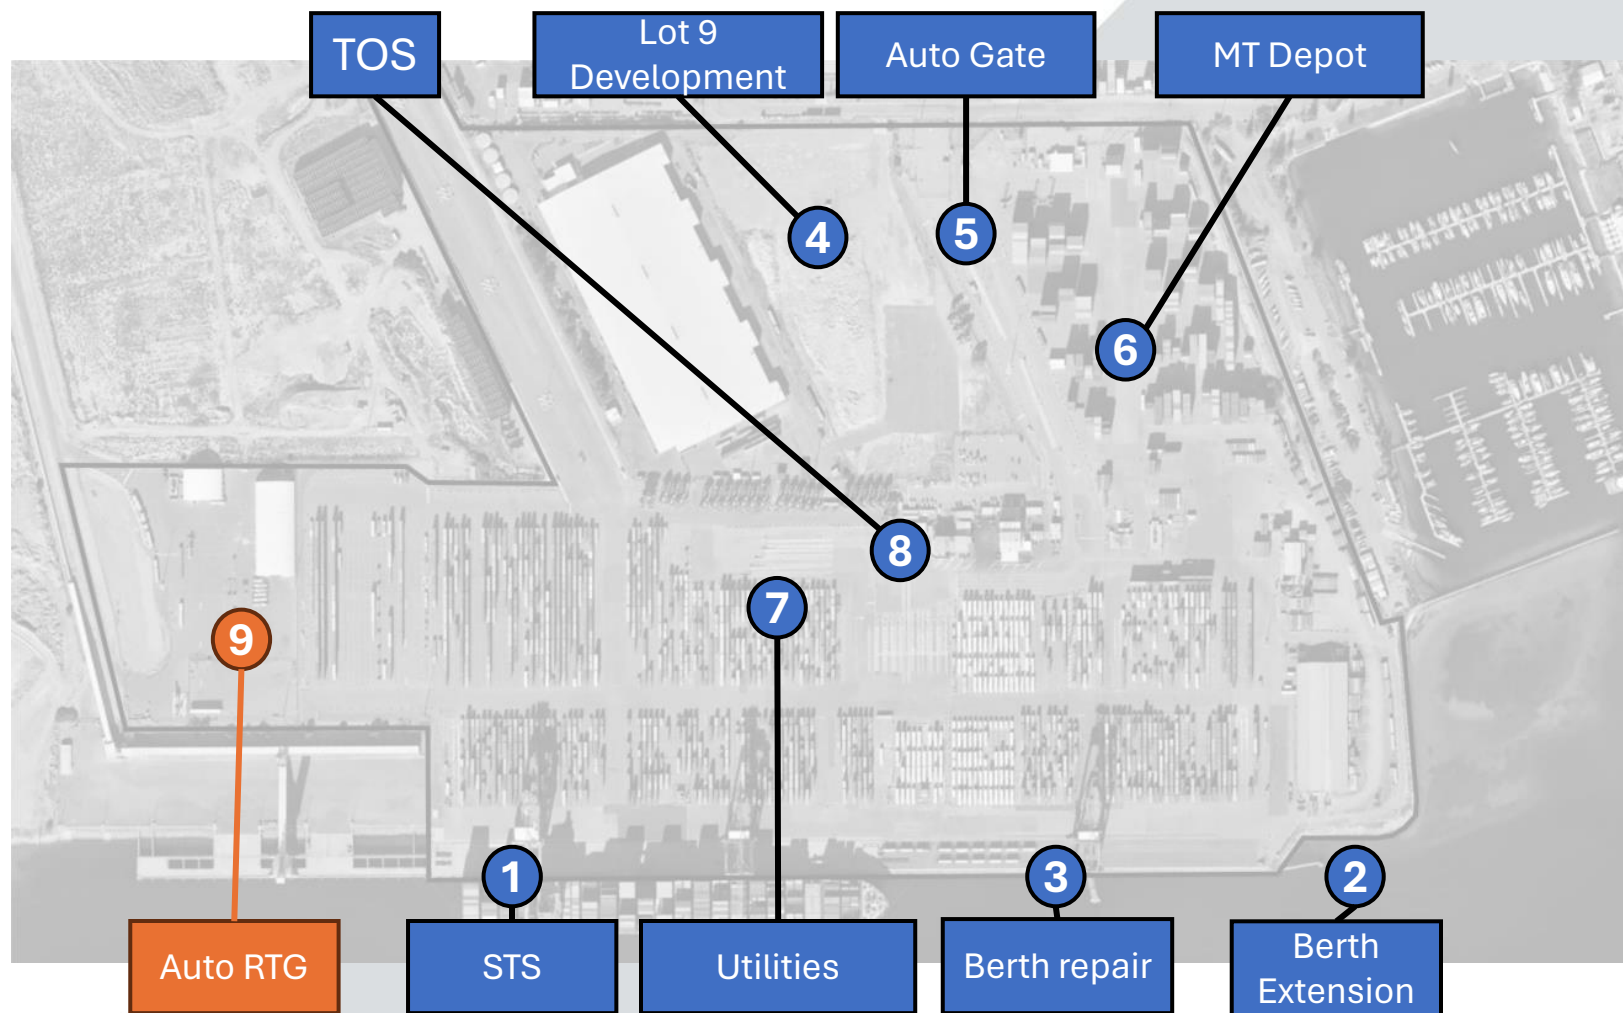 TOS
Lot 9
Development
Auto Gate
MT Depot
4
5
6
8
7
9
1
3
2
Auto RTG
STS
Utilities
Berth repair
Berth
Extension